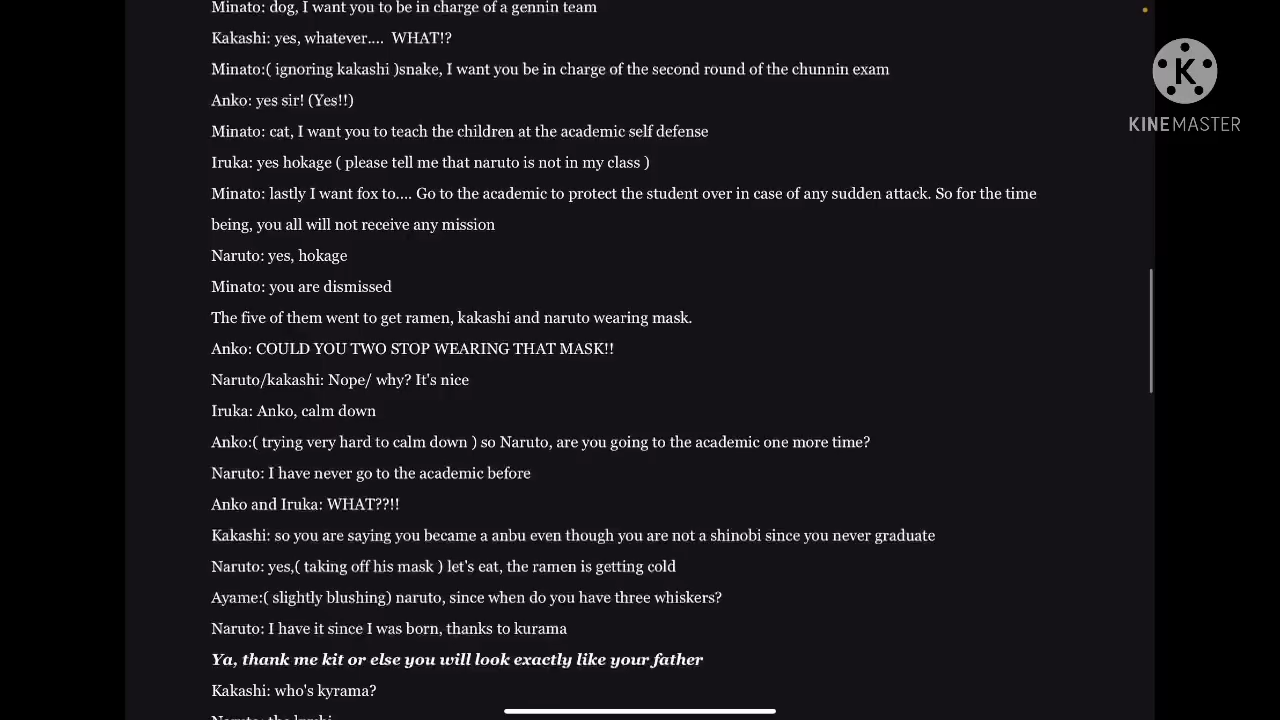 Minato: dog, I want you to be in charge of a gennin team
Kakashi: yes, whatever.... WHAT!?
Minato:( ignoring kakashi )snake, I want you be in charge of the second round of the chunnin exam
Anko: yes sir! (Yes!!)
Minato: cat, I want you to teach the children at the academic self defense
Iruka: yes hokage ( please tell me that naruto is not in my class )
Minato: lastly I want fox to.... Go to the academic to protect the student over in case of any sudden attack. So for the time
being, you all will not receive any mission
Naruto: yes, hokage
Minato: you are dismissed
The five of them went to get ramen, kakashi and naruto wearing mask.
Anko: COULD YOU TWO STOP WEARING THAT MASK!!
Naruto/kakashi: Nope/ why? It's nice
Iruka: Anko, calm down
Anko:( trying very hard to calm down ) so Naruto, are you going to the academic one more time?
Naruto: I have never go to the academic before
Anko and Iruka: WHAT??!!
Kakashi: so you are saying you became a anbu even though you are not a shinobi since you never graduate
Naruto: yes,( taking off his mask ) let's eat, the ramen is getting cold
Ayame:( slightly blushing) naruto, since when do you have three whiskers?
Naruto: I have it since I was born, thanks to kurama
Ya, thank me kit or else you will look exactly like your father
Kakashi: who's kyrama?
Naruto: the kyubi
K
KINEMASTER